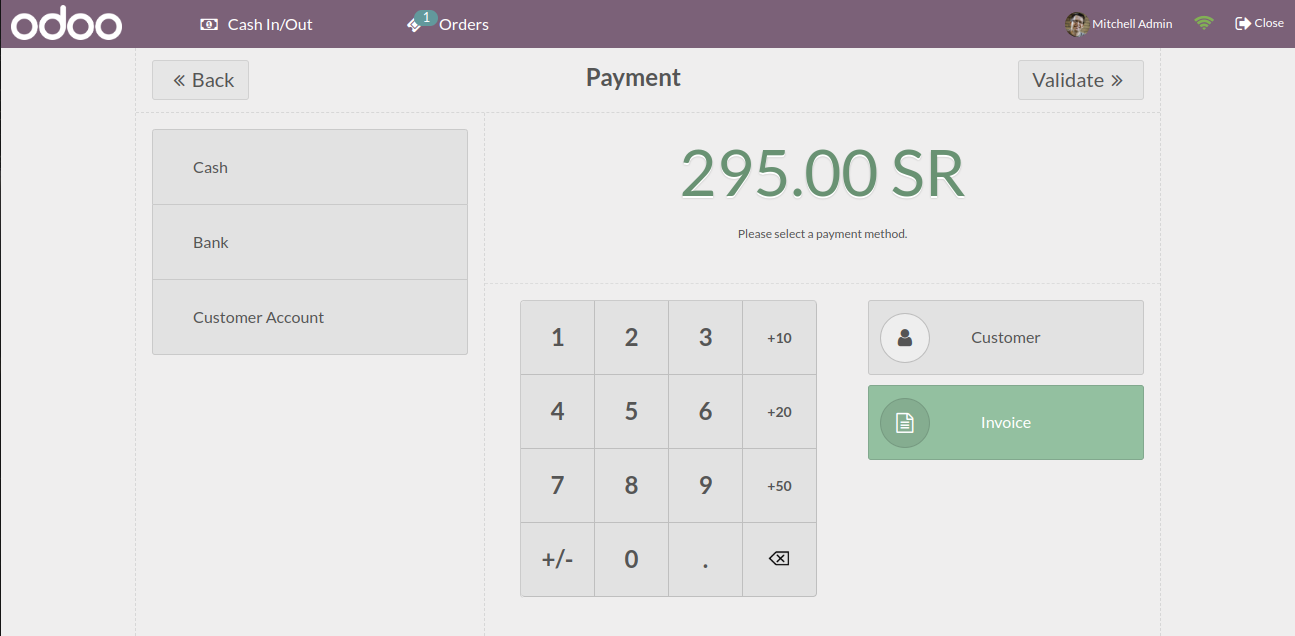 odoo
Cash In/Out
1
Orders
Mitchell Admin
Close
« Back
Payment
Validate »
Cash
Bank
Customer Account
295.00 SR
Please select a payment method.
1 2 3 +10
4 5 6 +20
7 8 9 +50
+/- 0 .
Customer
Invoice